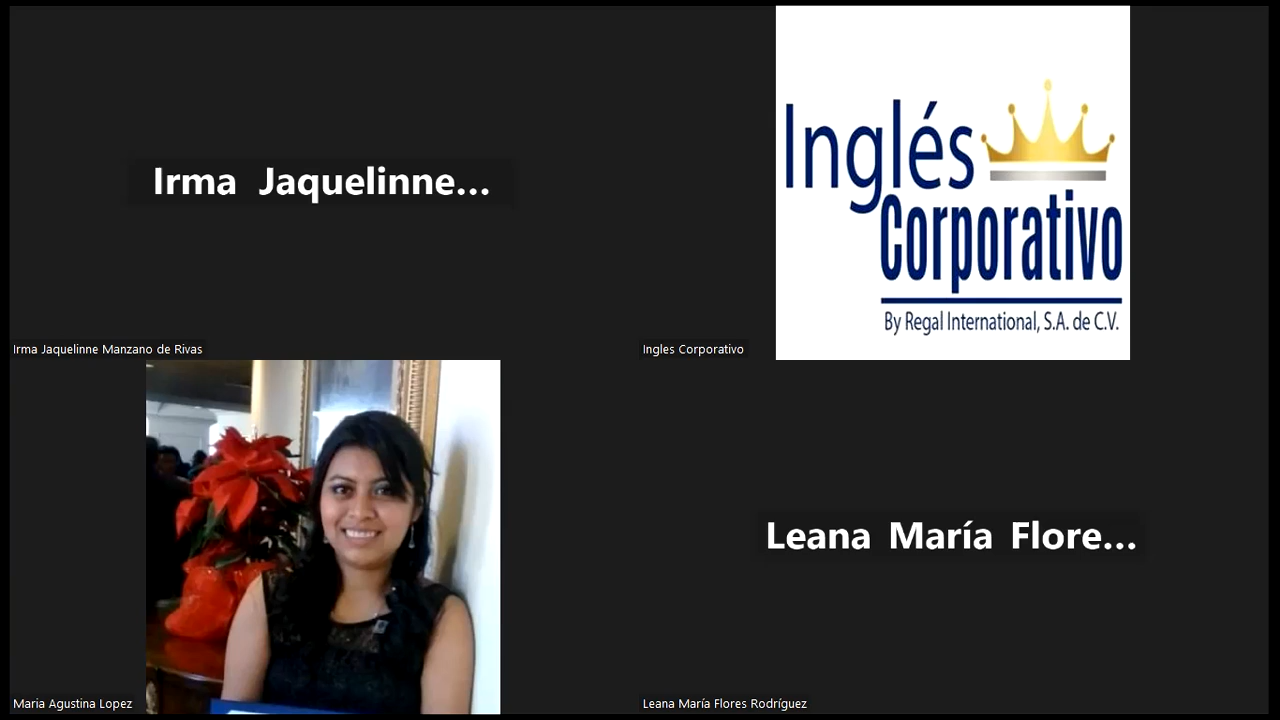 Irma Jaquelinne...
Inglés
Corporativo
By Regal International, S.A. de C.V.
Irma Jaquelinne Manzano de Rivas
Ingles Corporativo
Leana María Flore...
Maria Agustina Lopez
Leana María Flores Rodríguez